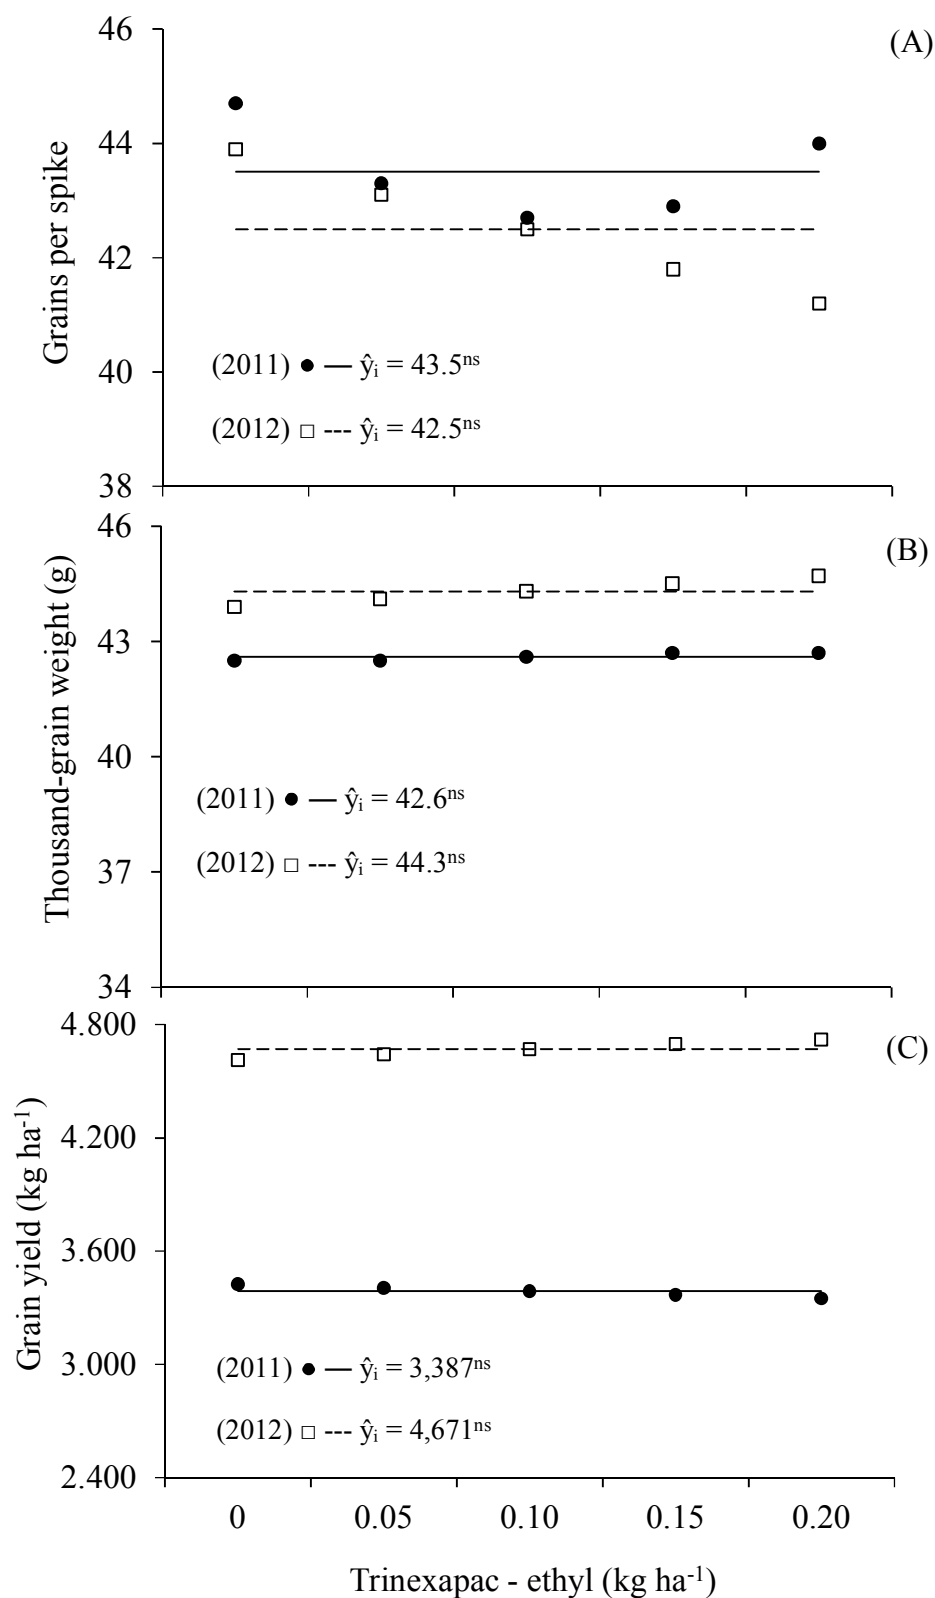 46
(A)
44
42
40
38
Grains per spike
(2011) ● — ŷi = 43.5ns
(2012) □ --- ŷi = 42.5ns
46
(B)
43
40
37
34
Thousand-grain weight (g)
(2011) ● — ŷi = 42.6ns
(2012) □ --- ŷi = 44.3ns
4.800
(C)
4.200
3.600
3.000
2.400
Grain yield (kg ha-1)
(2011) ● — ŷi = 3,387ns
(2012) □ --- ŷi = 4,671ns
0 0.05 0.10 0.15 0.20
Trinexapac - ethyl (kg ha-1)